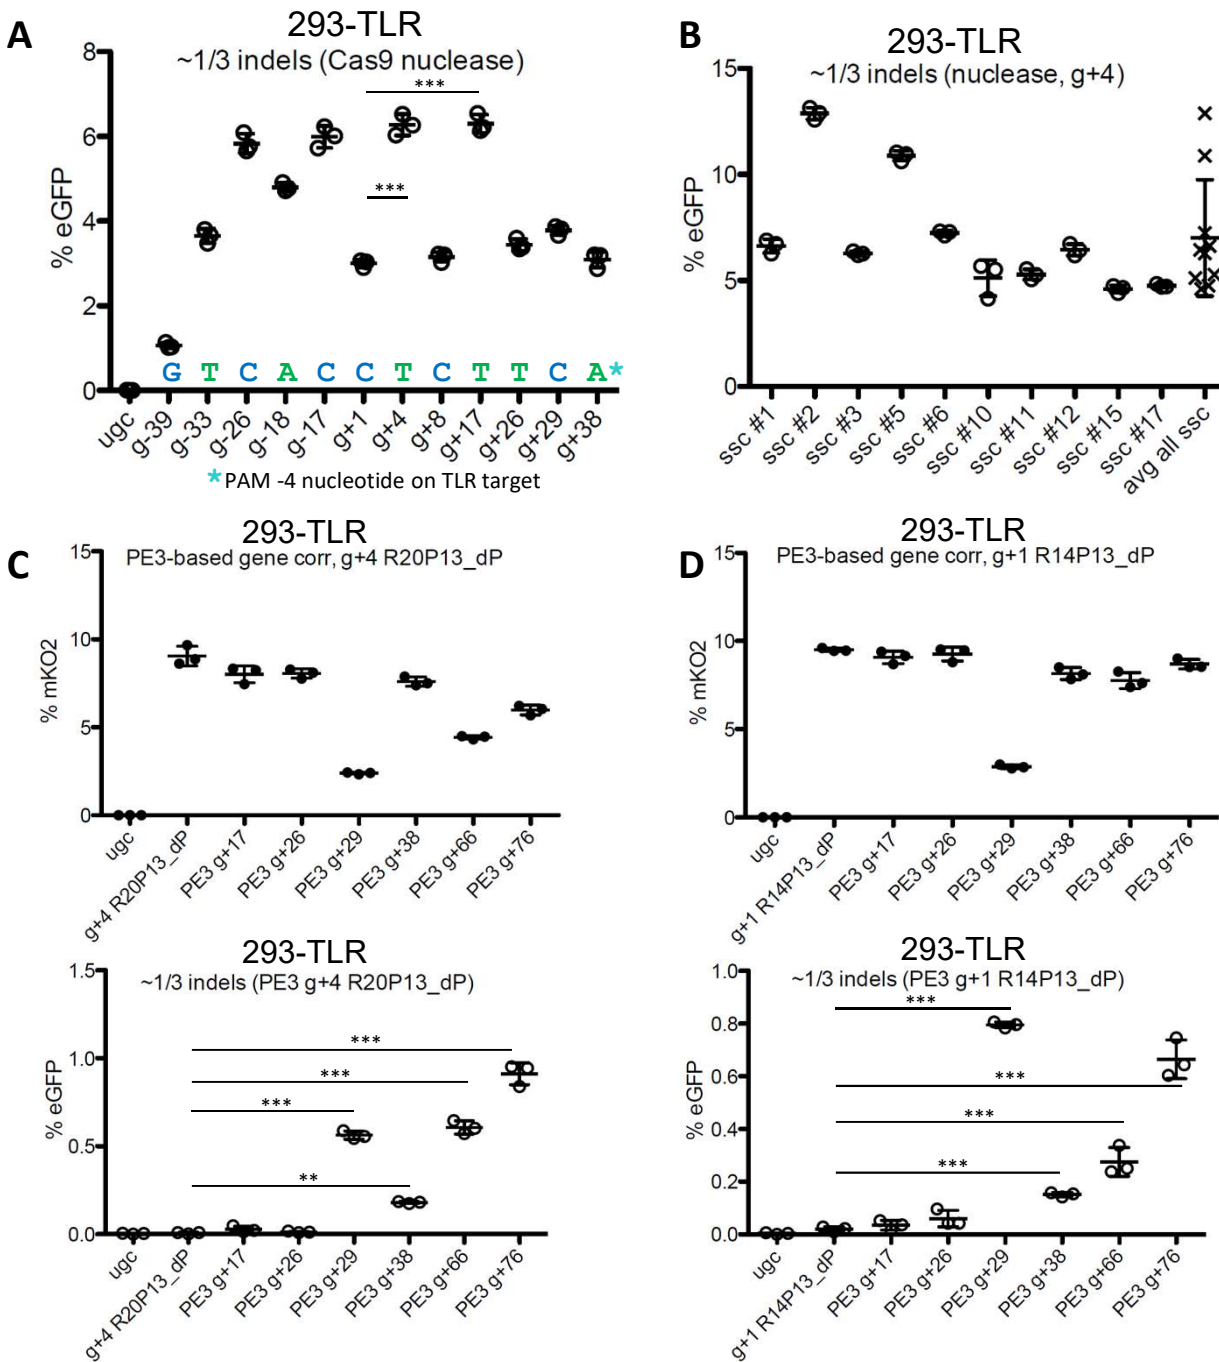 A
293-TLR
~1/3 indels (Cas9 nuclease)
***
***
% eGFP
8
6
4
2
0
G T C A C C T C T T C A*
ugc
g-39
g-33
g-26
g-18
g-17
g+1
g+4
g+8
g+17
g+26
g+29
g+38
*PAM -4 nucleotide on TLR target
B
293-TLR
~1/3 indels (nuclease, g+4)
% eGFP
15
10
5
0
ssc #1
ssc #2
ssc #3
ssc #5
ssc #6
ssc #10
ssc #11
ssc #12
ssc #15
ssc #17
avg all ssc
C
293-TLR
PE3-based gene corr, g+4 R20P13_dP
% mKO2
15
10
5
0
ugc
g+4 R20P13_dP
PE3 g+17
PE3 g+26
PE3 g+29
PE3 g+38
PE3 g+66
PE3 g+76
293-TLR
~1/3 indels (PE3 g+4 R20P13_dP)
***
***
***
**
% eGFP
1.5
1.0
0.5
0.0
ugc
g+4 R20P13_dP
PE3 g+17
PE3 g+26
PE3 g+29
PE3 g+38
PE3 g+66
PE3 g+76
D
293-TLR
PE3-based gene corr, g+1 R14P13_dP
% mKO2
15
10
5
0
ugc
g+1 R14P13_dP
PE3 g+17
PE3 g+26
PE3 g+29
PE3 g+38
PE3 g+66
PE3 g+76
293-TLR
~1/3 indels (PE3 g+1 R14P13_dP)
***
***
***
***
% eGFP
1.0
0.8
0.6
0.4
0.2
0.0
ugc
g+1 R14P13_dP
PE3 g+17
PE3 g+26
PE3 g+29
PE3 g+38
PE3 g+66
PE3 g+76